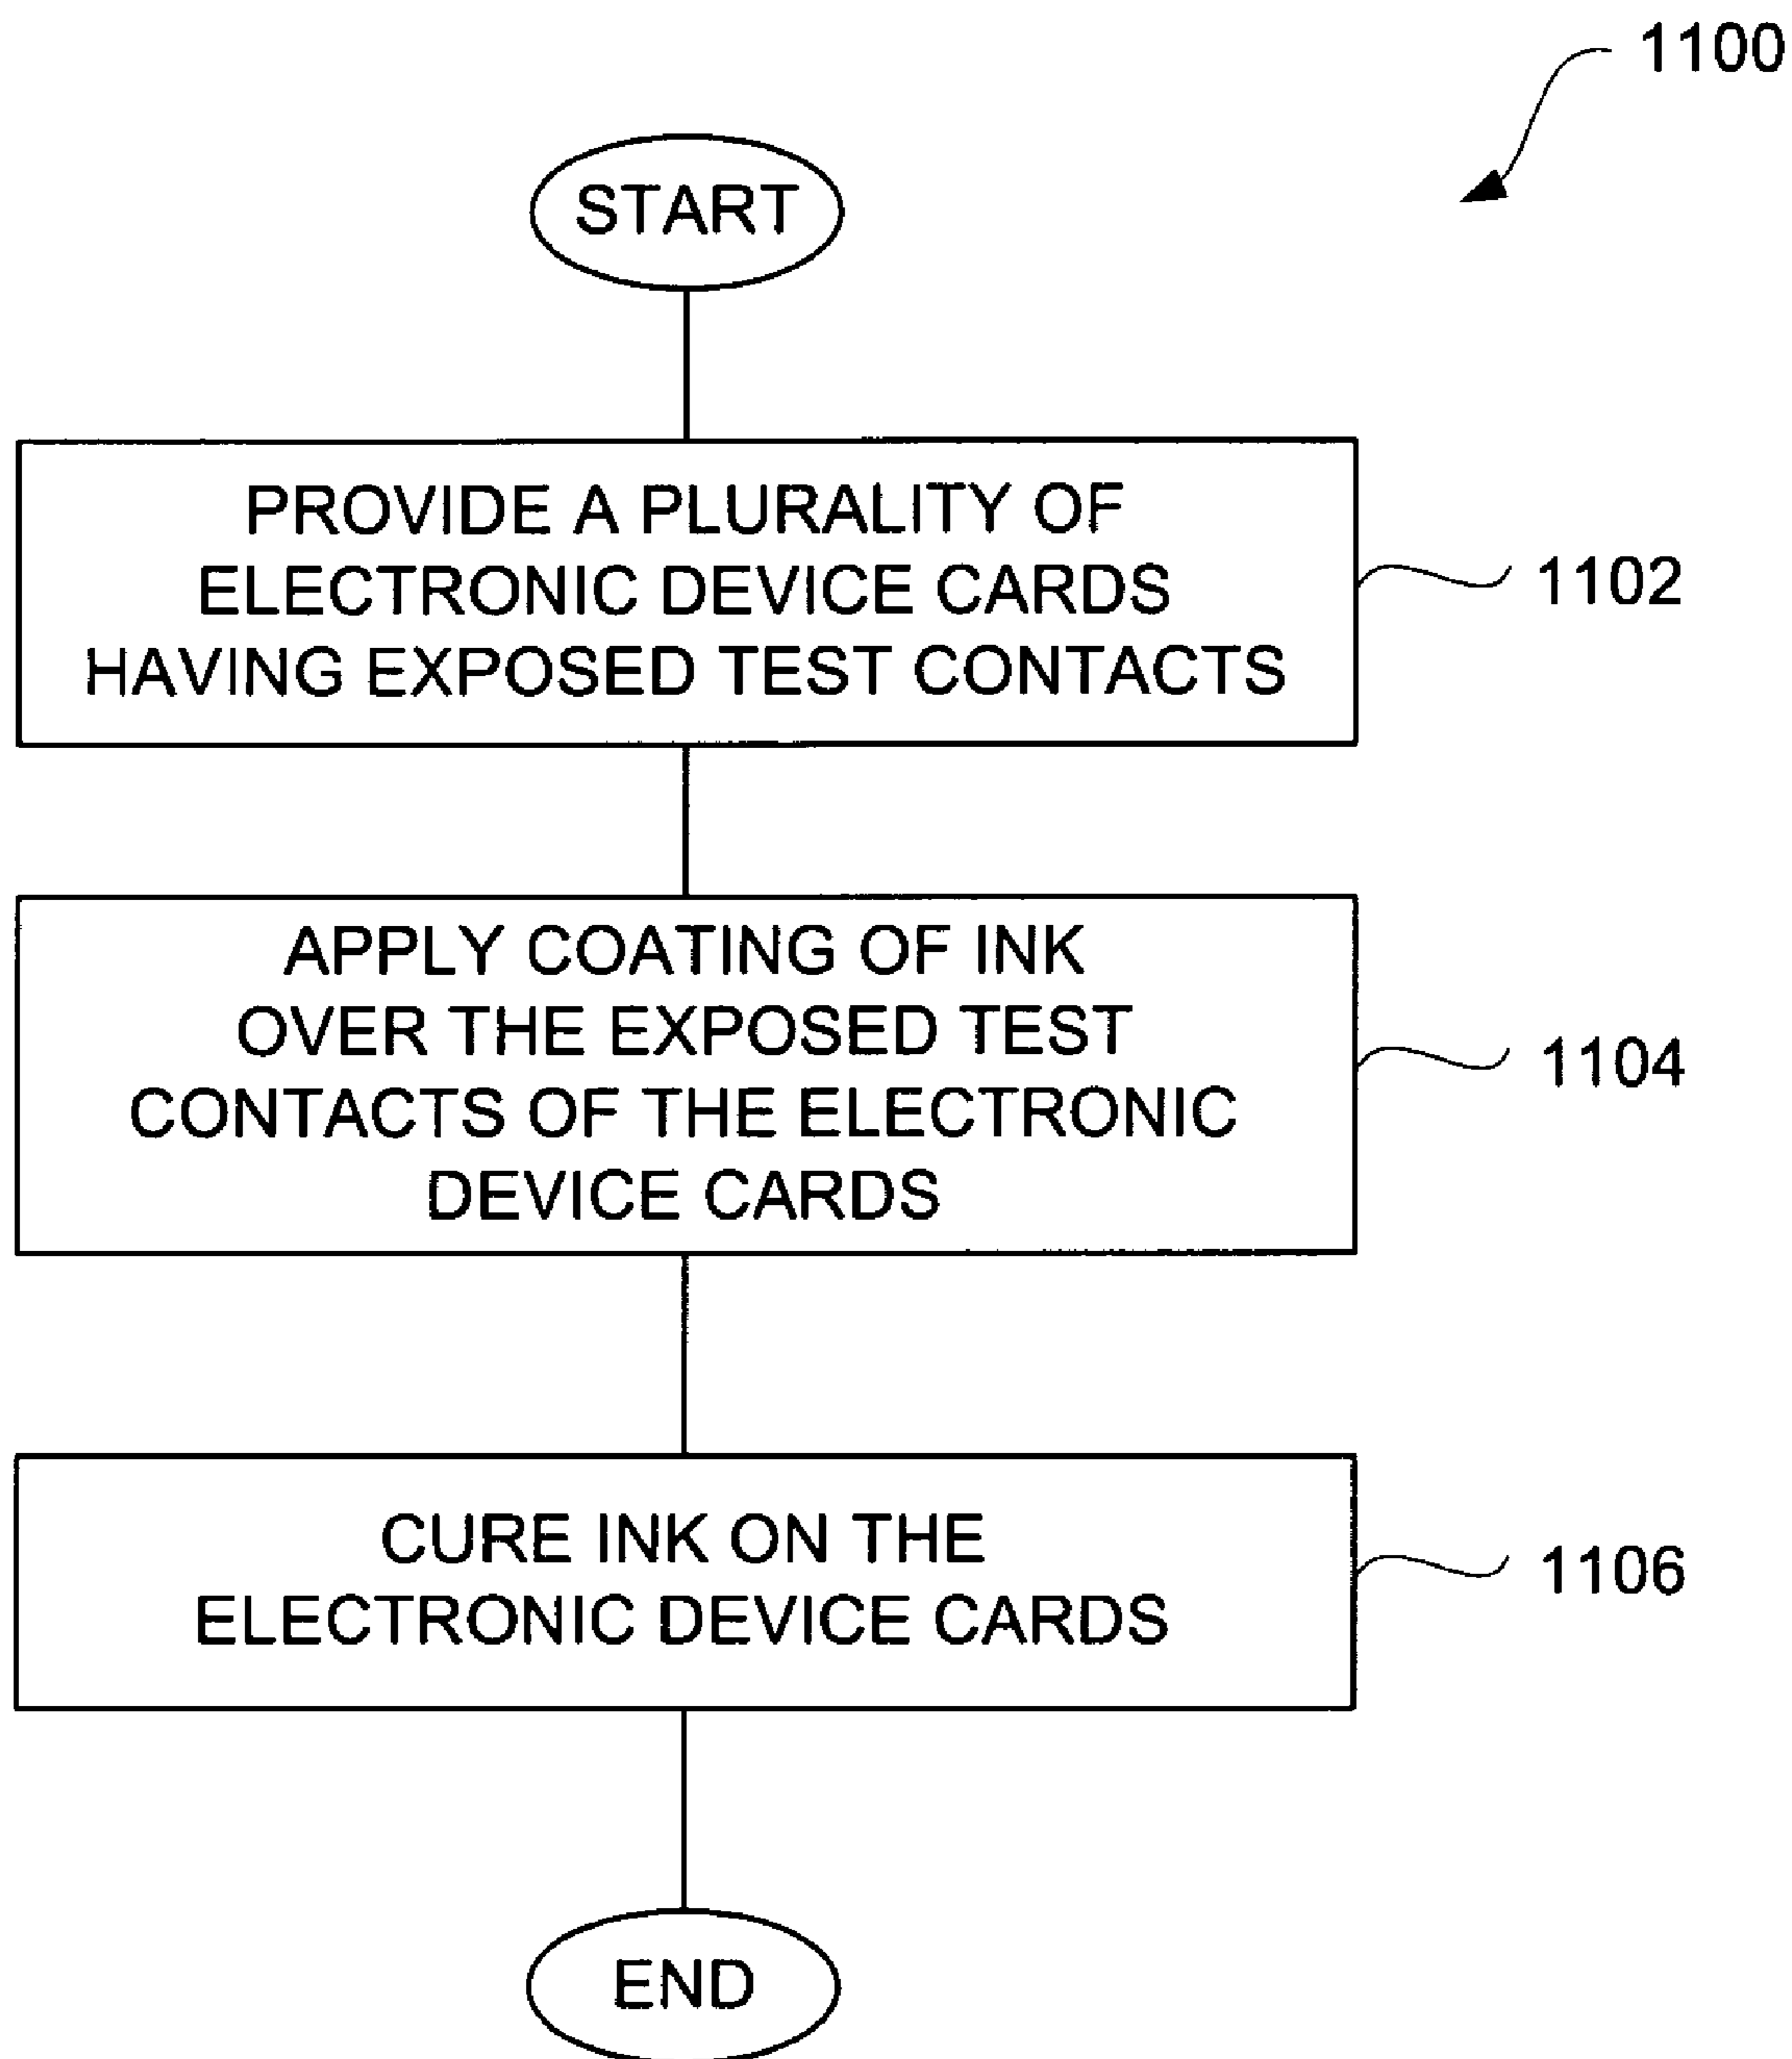 1100
START
PROVIDE A PLURALITY OF
ELECTRONIC DEVICE CARDS
HAVING EXPOSED TEST CONTACTS
1102
APPLY COATING OF INK
OVER THE EXPOSED TEST
CONTACTS OF THE ELECTRONIC
DEVICE CARDS
1104
CURE INK ON THE
ELECTRONIC DEVICE CARDS
1106
END